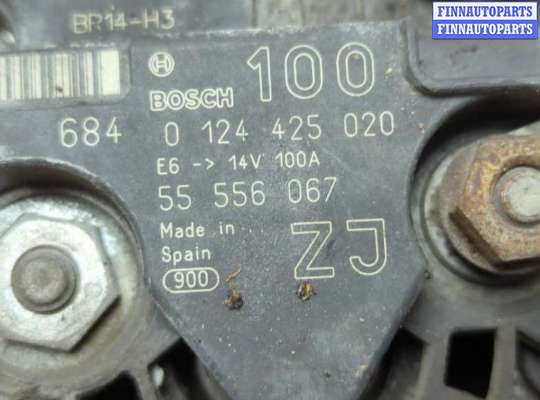 FINNAUTOPARTS
FINNAUTOPARTS
FINNAUTOPARTS
BR14-H3
BOSCH 100
684 0 124 425 020
E6 -> 14V 100A
55 556 067
Made in
Spain
900
ZJ